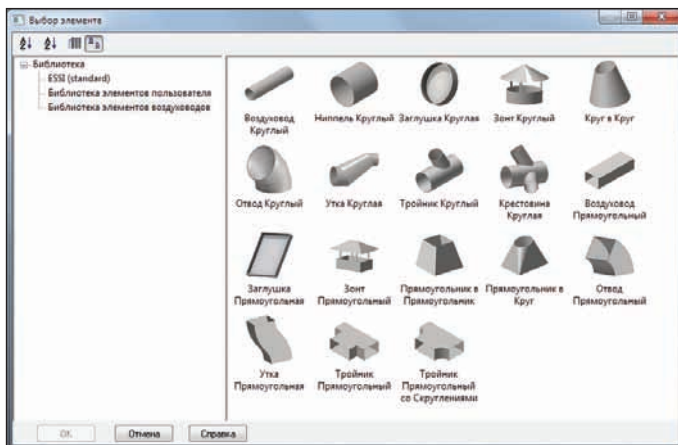 Выбор элементе
Библиотека
ESSI (standard)
Библиотека элементов пользователя
Библиотека элементов воздуховодов
Воздуховод Круглый
Ниппель Круглый
Заглушка Круглая
Зонт Круглый
Круг в Круг
Отвод Круглый
Утка Круглая
Тройник Круглый
Крестовина Круглая
Воздуховод Прямоугольный
Заглушка Прямоугольная
Зонт Прямоугольный
Прямоугольник в Прямоугольник
Прямоугольник в Круг
Отвод Прямоугольный
Утка Прямоугольная
Тройник Прямоугольный
Тройник Прямоугольный со Скруглениями
OK
Отмена
Справка